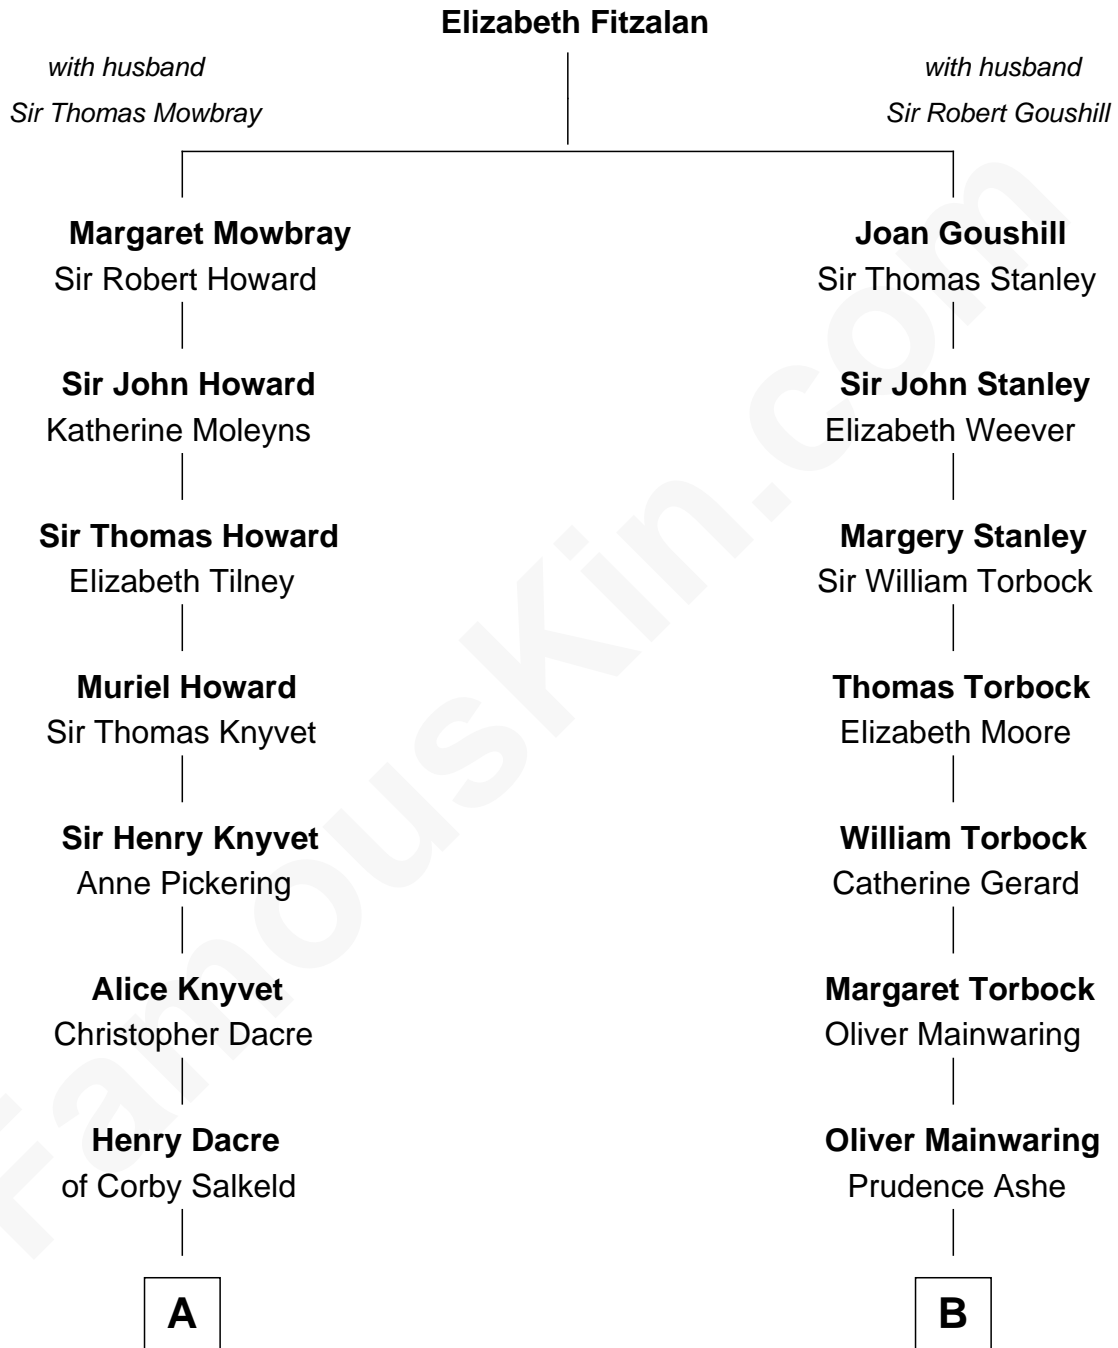 Elizabeth Fitzalan
with husband
Sir Thomas Mowbray
with husband
Sir Robert Goushill
Margaret Mowbray
Sir Robert Howard
Joan Goushill
Sir Thomas Stanley
Sir John Howard
Katherine Moleyns
Sir John Stanley
Elizabeth Weever
Sir Thomas Howard
Elizabeth Tilney
Margery Stanley
Sir William Torbock
Muriel Howard
Sir Thomas Knyvet
Thomas Torbock
Elizabeth Moore
Sir Henry Knyvet
Anne Pickering
William Torbock
Catherine Gerard
Alice Knyvet
Christopher Dacre
Margaret Torbock
Oliver Mainwaring
Henry Dacre
of Corby Salkeld
Oliver Mainwaring
Prudence Ashe
A
B
FamousKin.com